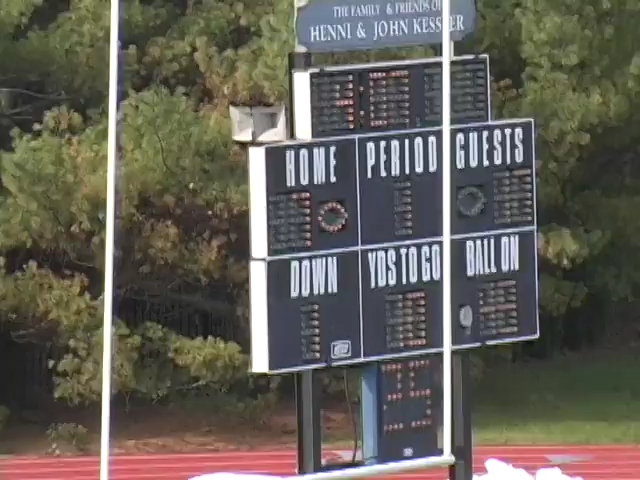 THE FAMILY & FRIENDS OF
HENNI & JOHN KESSLER
HOME PERIOD GUESTS
DOWN YDS TO GO BALL ON